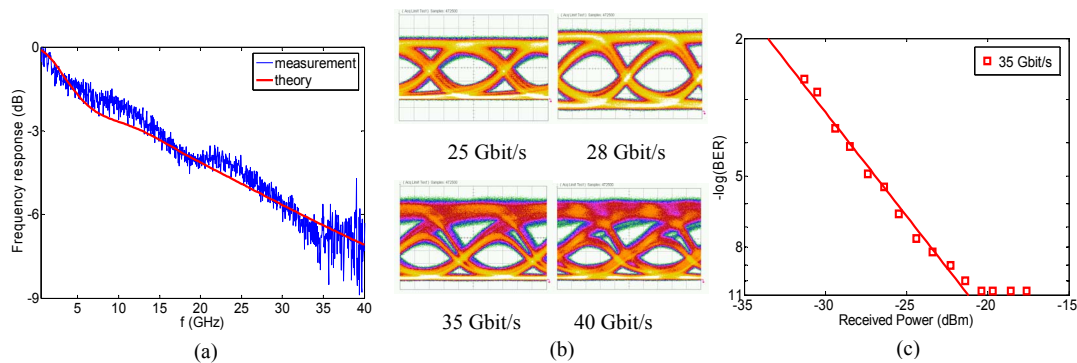 0
-3
-6
-9
5
10
15
20
25
30
35
40
Frequency response (dB)
f (GHz)
measurement
theory
(a)
25 Gbit/s
28 Gbit/s
35 Gbit/s
40 Gbit/s
(b)
2
5
8
11
-35
-30
-25
-20
-15
-log(BER)
Received Power (dBm)
35 Gbit/s
(c)